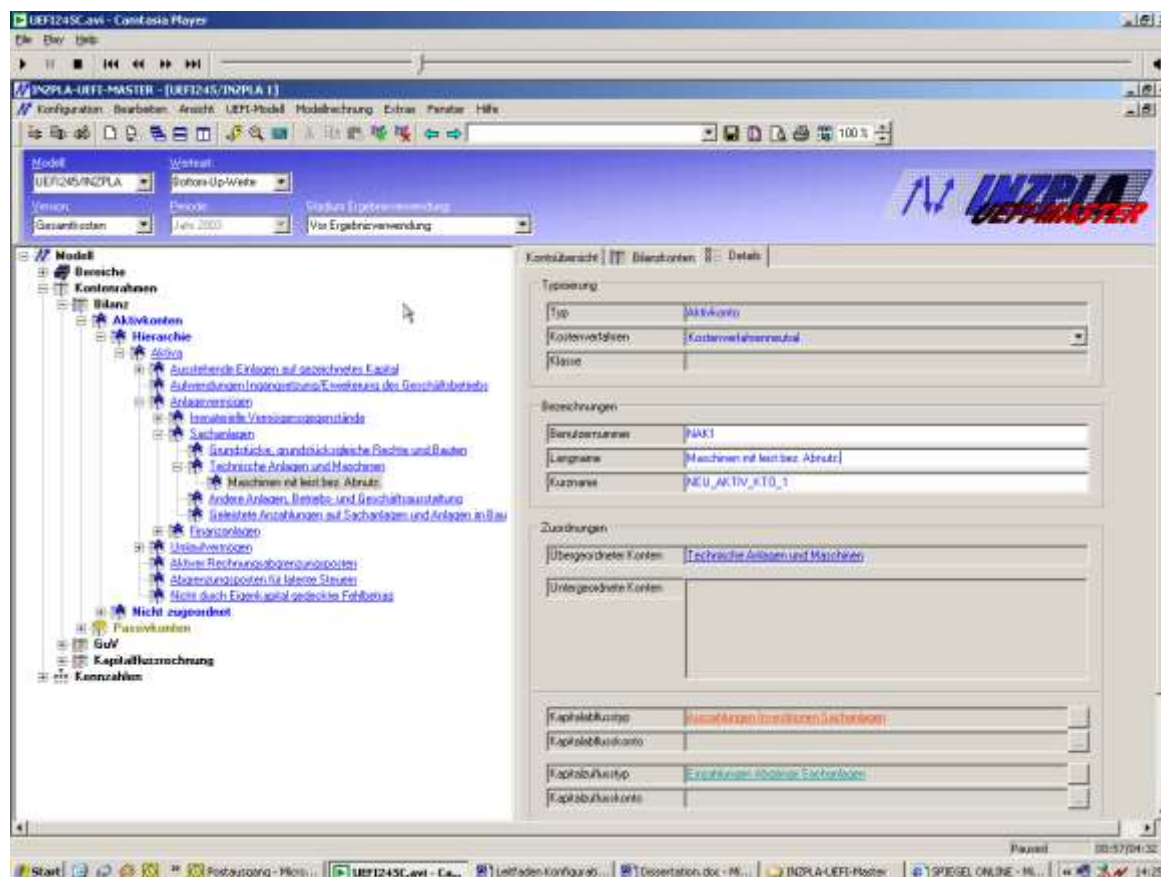 UEFI245C.avi - Camtasia Player
File Play Help
INZPLA-UEFI-MASTER - [UEFI245/INZPLA 1]
Konfiguration Bearbeiten Ansicht UEFI-Modell Modellrechnung Extras Fenster Hilfe
100 %
Modell Werteart
UEFI245/INZPLA Bottom-Up-Werte
Version Periode Stadium Ergebnisverwendung
Gesamtkosten Jahr 2003 Vor Ergebnisverwendung
INZPLA
UEFI-MASTER
Modell
Bereiche
Kontenrahmen
Bilanz
Aktivkonten
Hierarchie
Aktiva
Ausstehende Einlagen auf gezeichnetes Kapital
Aufwendungen Ingangsetzung/Erweiterung des Geschäftsbetriebs
Anlagevermögen
Immaterielle Vermögensgegenstände
Sachanlagen
Grundstücke, grundstücksgleiche Rechte und Bauten
Technische Anlagen und Maschinen
Maschinen mit leist.bez. Abnutz.
Andere Anlagen, Betriebs- und Geschäftsausstattung
Geleistete Anzahlungen auf Sachanlagen und Anlagen im Bau
Finanzanlagen
Umlaufvermögen
Aktiver Rechnungsabgrenzungsposten
Abgrenzungsposten für latente Steuern
Nicht durch Eigenkapital gedeckter Fehlbetrag
Nicht zugeordnet
Passivkonten
GuV
Kapitalflussrechnung
Kennzahlen
Kontoübersicht Bilanzkonten Details
Typisierung
Typ Aktivkonto
Kostenverfahren Kostenverfahrenneutral
Klasse
Bezeichnungen
Benutzernummer NAK1
Langname Maschinen mit leist.bez. Abnutz.
Kurzname NEU_AKTIV_KTO_1
Zuordnungen
Übergeordnete Konten Technische Anlagen und Maschinen
Untergeordnete Konten
Kapitalabflusstyp Auszahlungen Investitionen Sachanlagen
Kapitalabflusskonto
Kapitalzuflusstyp Einzahlungen Abgänge Sachanlagen
Kapitalzuflusskonto
Paused 00:57/04:32
Start Postausgang - Micro... UEFI245C.avi - Ca... Leitfaden Konfigurati... Dissertation.doc - Mi... INZPLA-UEFI-Master SPIEGEL ONLINE - Mi... 14:25